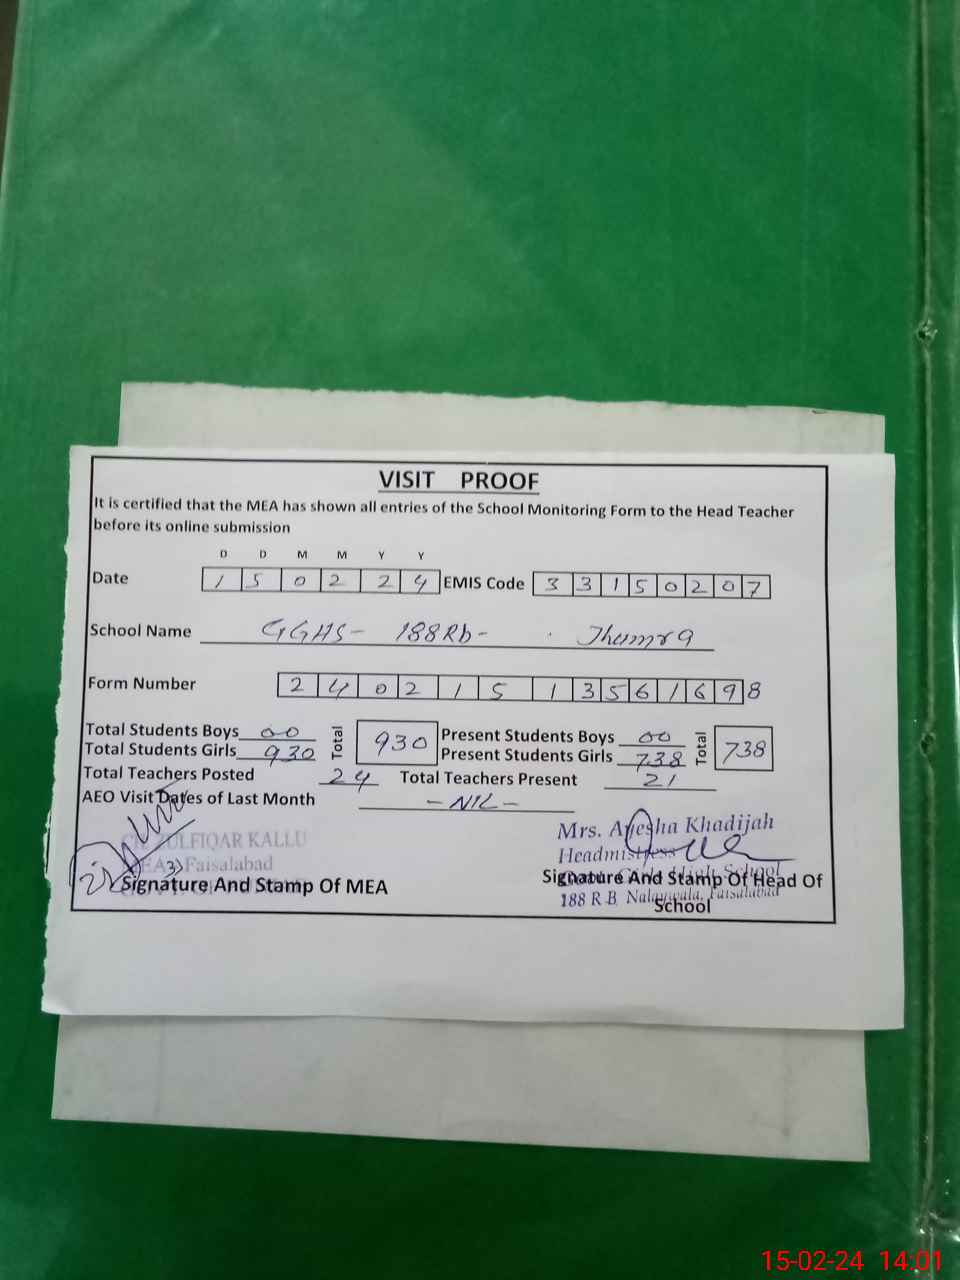 VISIT PROOF
It is certified that the MEA has shown all entries of the School Monitoring Form to the Head Teacher
before its online submission
D D M M Y Y
Date 1 5 0 2 2 4 EMIS Code 3 3 1 5 0 2 0 7
School Name GGHS- 188Rb-
Form Number 2 4 0 2 1 5 1 3 5 6 1 6 9 8
Total Students Boys 00 Total 930 Present Students Boys 00 Total 738
Total Students Girls 930 Present Students Girls 738
Total Teachers Posted 24 Total Teachers Present 21
AEO Visit Dates of Last Month - NIL -
ZULFIQAR KALLU
Faisalabad
Signature And Stamp Of MEA
Mrs. Ayesha Khadijah
Headmistress
High School
188 R.B. Faisalabad
Signature And Stamp Of Head Of
School
15-02-24 14:01